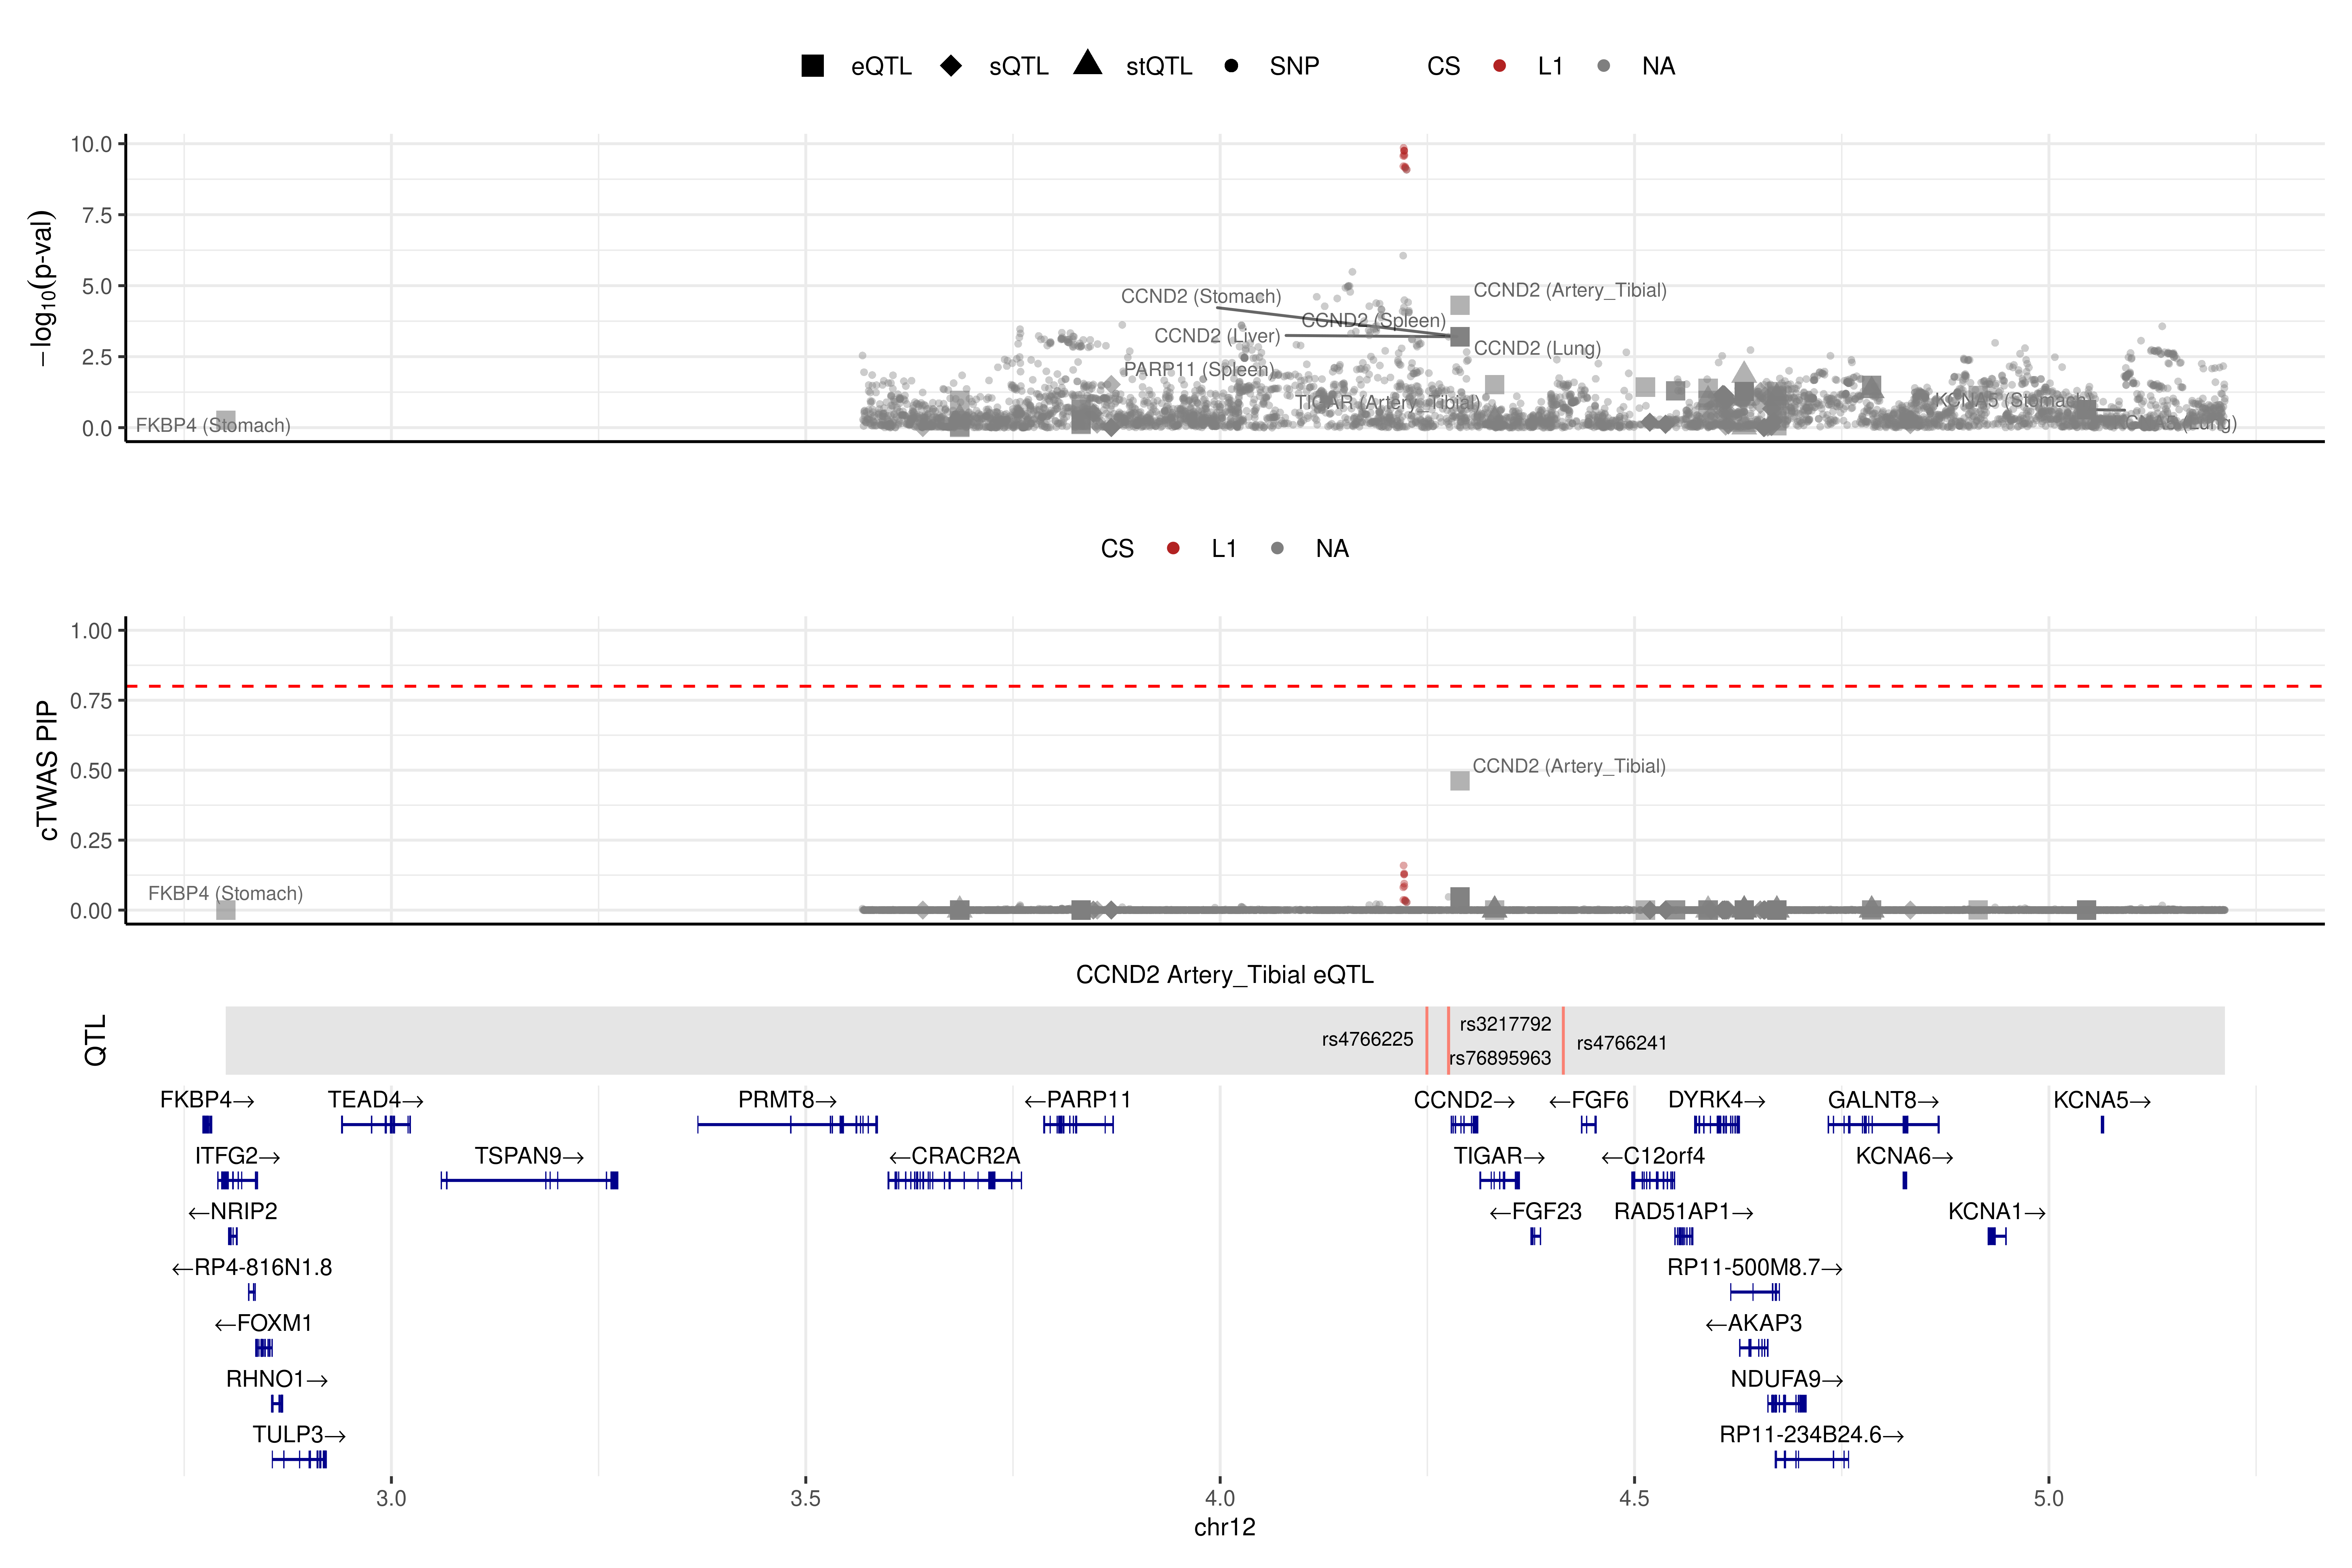 eQTL sQTL stQTL SNP CS L1 NA
10.0
7.5
5.0
2.5
0.0
−log10(p-val)
CCND2 (Stomach)
CCND2 (Artery_Tibial)
CCND2 (Spleen)
CCND2 (Liver)
CCND2 (Lung)
PARP11 (Spleen)
TIGAR (Artery_Tibial)
KCNA5 (Stomach)
FKBP4 (Stomach)
(Lung)
CS L1 NA
1.00
0.75
0.50
0.25
0.00
cTWAS PIP
CCND2 (Artery_Tibial)
FKBP4 (Stomach)
CCND2 Artery_Tibial eQTL
QTL
rs4766225
rs3217792
rs76895963
rs4766241
FKBP4→ TEAD4→ PRMT8→ ←PARP11 CCND2→ ←FGF6 DYRK4→ GALNT8→ KCNA5→
ITFG2→ TSPAN9→ ←CRACR2A TIGAR→ ←C12orf4 KCNA6→
←NRIP2 ←FGF23 RAD51AP1→ KCNA1→
←RP4-816N1.8 RP11-500M8.7→
←FOXM1 ←AKAP3
RHNO1→ NDUFA9→
TULP3→ RP11-234B24.6→
3.0 3.5 4.0 4.5 5.0
chr12